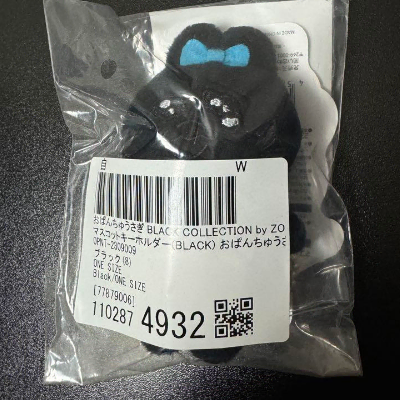 自 W
おぱんちゅうさぎ BLACK COLLECTION by ZO
マスコットキーホルダー(BLACK) おぱんちゅうさ
OPNT-2309009
ブラック(8)
ONE SIZE
Black/ONE SIZE
[77879006]
110287 4932